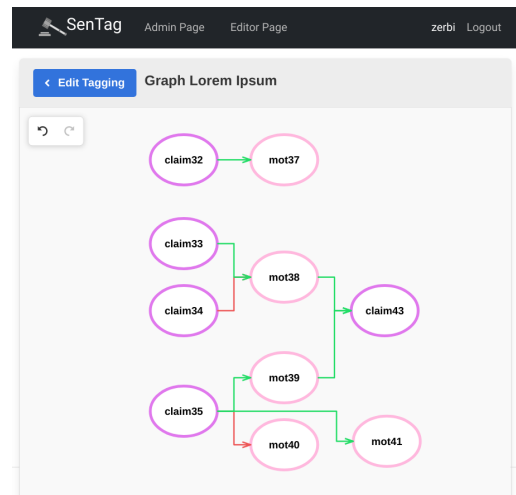 SenTag Admin Page Editor Page zerbi Logout
Edit Tagging Graph Lorem Ipsum
claim32 mot37
claim33
mot38
claim34 claim43
mot39
claim35
mot40 mot41